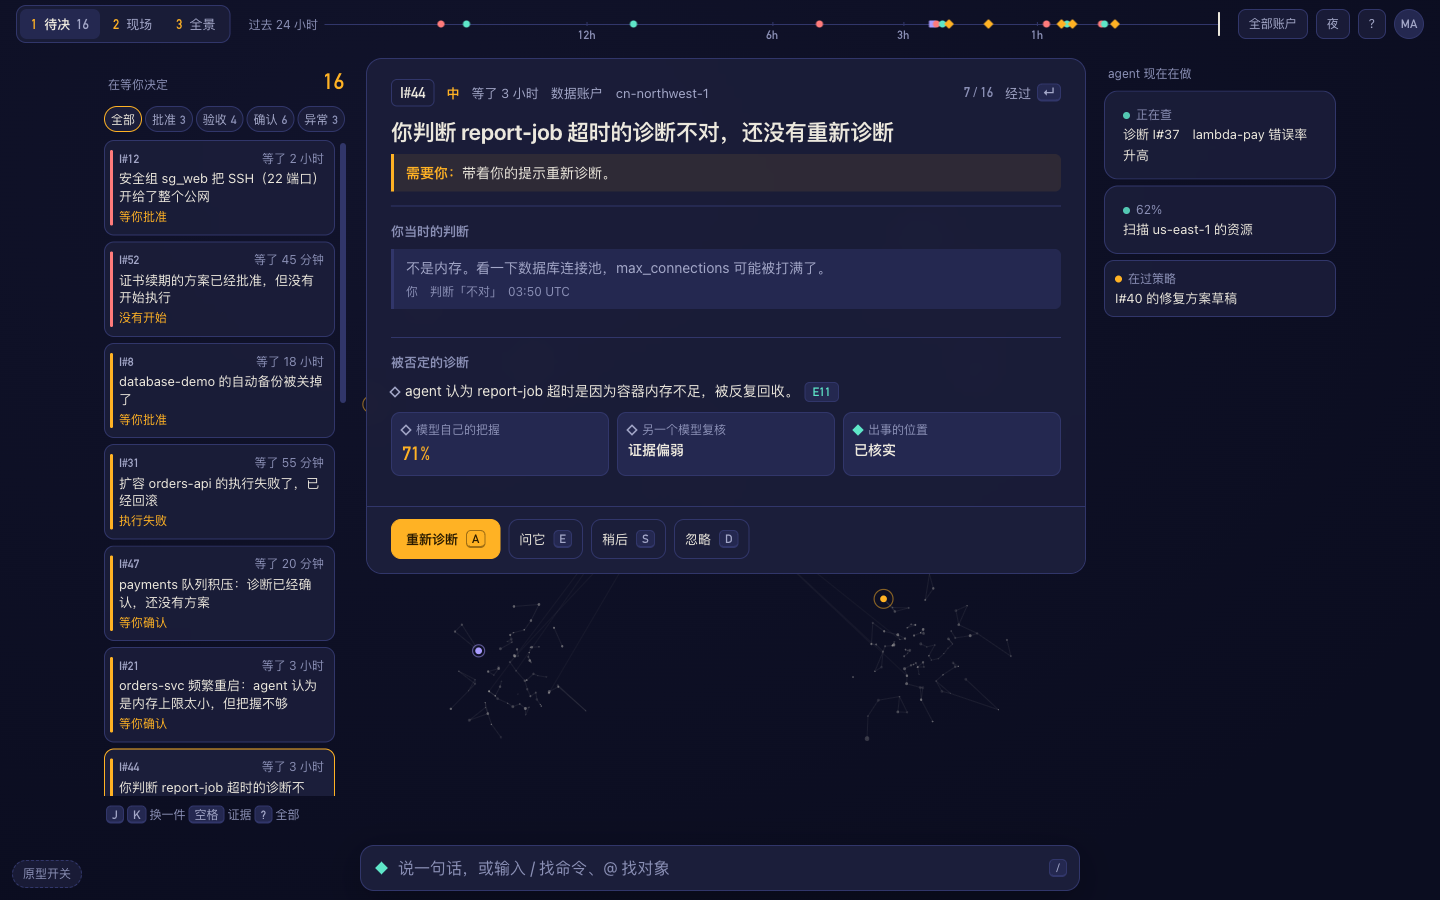 1 待决 16
2 现场
3 全景
过去 24 小时
12h
6h
3h
1h
全部账户
夜
?
MA
在等你决定
16
全部
批准 3
验收 4
确认 6
异常 3
I#12
等了 2 小时
安全组 sg_web 把 SSH（22 端口）
开给了整个公网
等你批准
I#52
等了 45 分钟
证书续期的方案已经批准，但没有
开始执行
没有开始
I#8
等了 18 小时
database-demo 的自动备份被关掉
了
等你批准
I#31
等了 55 分钟
扩容 orders-api 的执行失败了，已
经回滚
执行失败
I#47
等了 20 分钟
payments 队列积压：诊断已经确
认，还没有方案
等你确认
I#21
等了 3 小时
orders-svc 频繁重启：agent 认为
是内存上限太小，但把握不够
等你确认
I#44
等了 3 小时
你判断 report-job 超时的诊断不
J K 换一件 空格 证据 ? 全部
原型开关
I#44 中 等了 3 小时 数据账户 cn-northwest-1
7 / 16 经过 ↵
你判断 report-job 超时的诊断不对，还没有重新诊断
需要你：带着你的提示重新诊断。
你当时的判断
不是内存。看一下数据库连接池，max_connections 可能被打满了。
你 判断「不对」 03:50 UTC
被否定的诊断
agent 认为 report-job 超时是因为容器内存不足，被反复回收。 E11
模型自己的把握
71%
另一个模型复核
证据偏弱
出事的位置
已核实
重新诊断 A
问它 E
稍后 S
忽略 D
说一句话，或输入 / 找命令、@ 找对象
/
agent 现在在做
正在查
诊断 I#37 lambda-pay 错误率
升高
62%
扫描 us-east-1 的资源
在过策略
I#40 的修复方案草稿